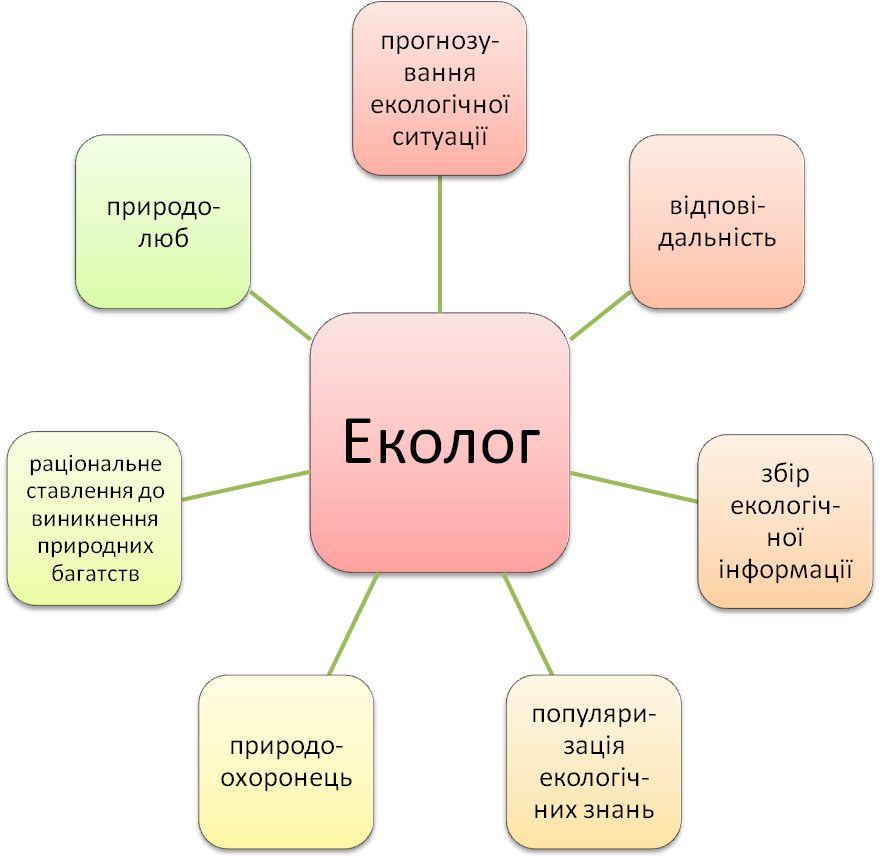 прогнозу-
вання
екологічної
ситуації
природо-
люб
відпові-
дальність
Еколог
раціональне
ставлення до
виникнення
природних
багатств
збір
екологіч-
ної
інформації
природо-
охоронець
популяри-
зація
екологіч-
них знань